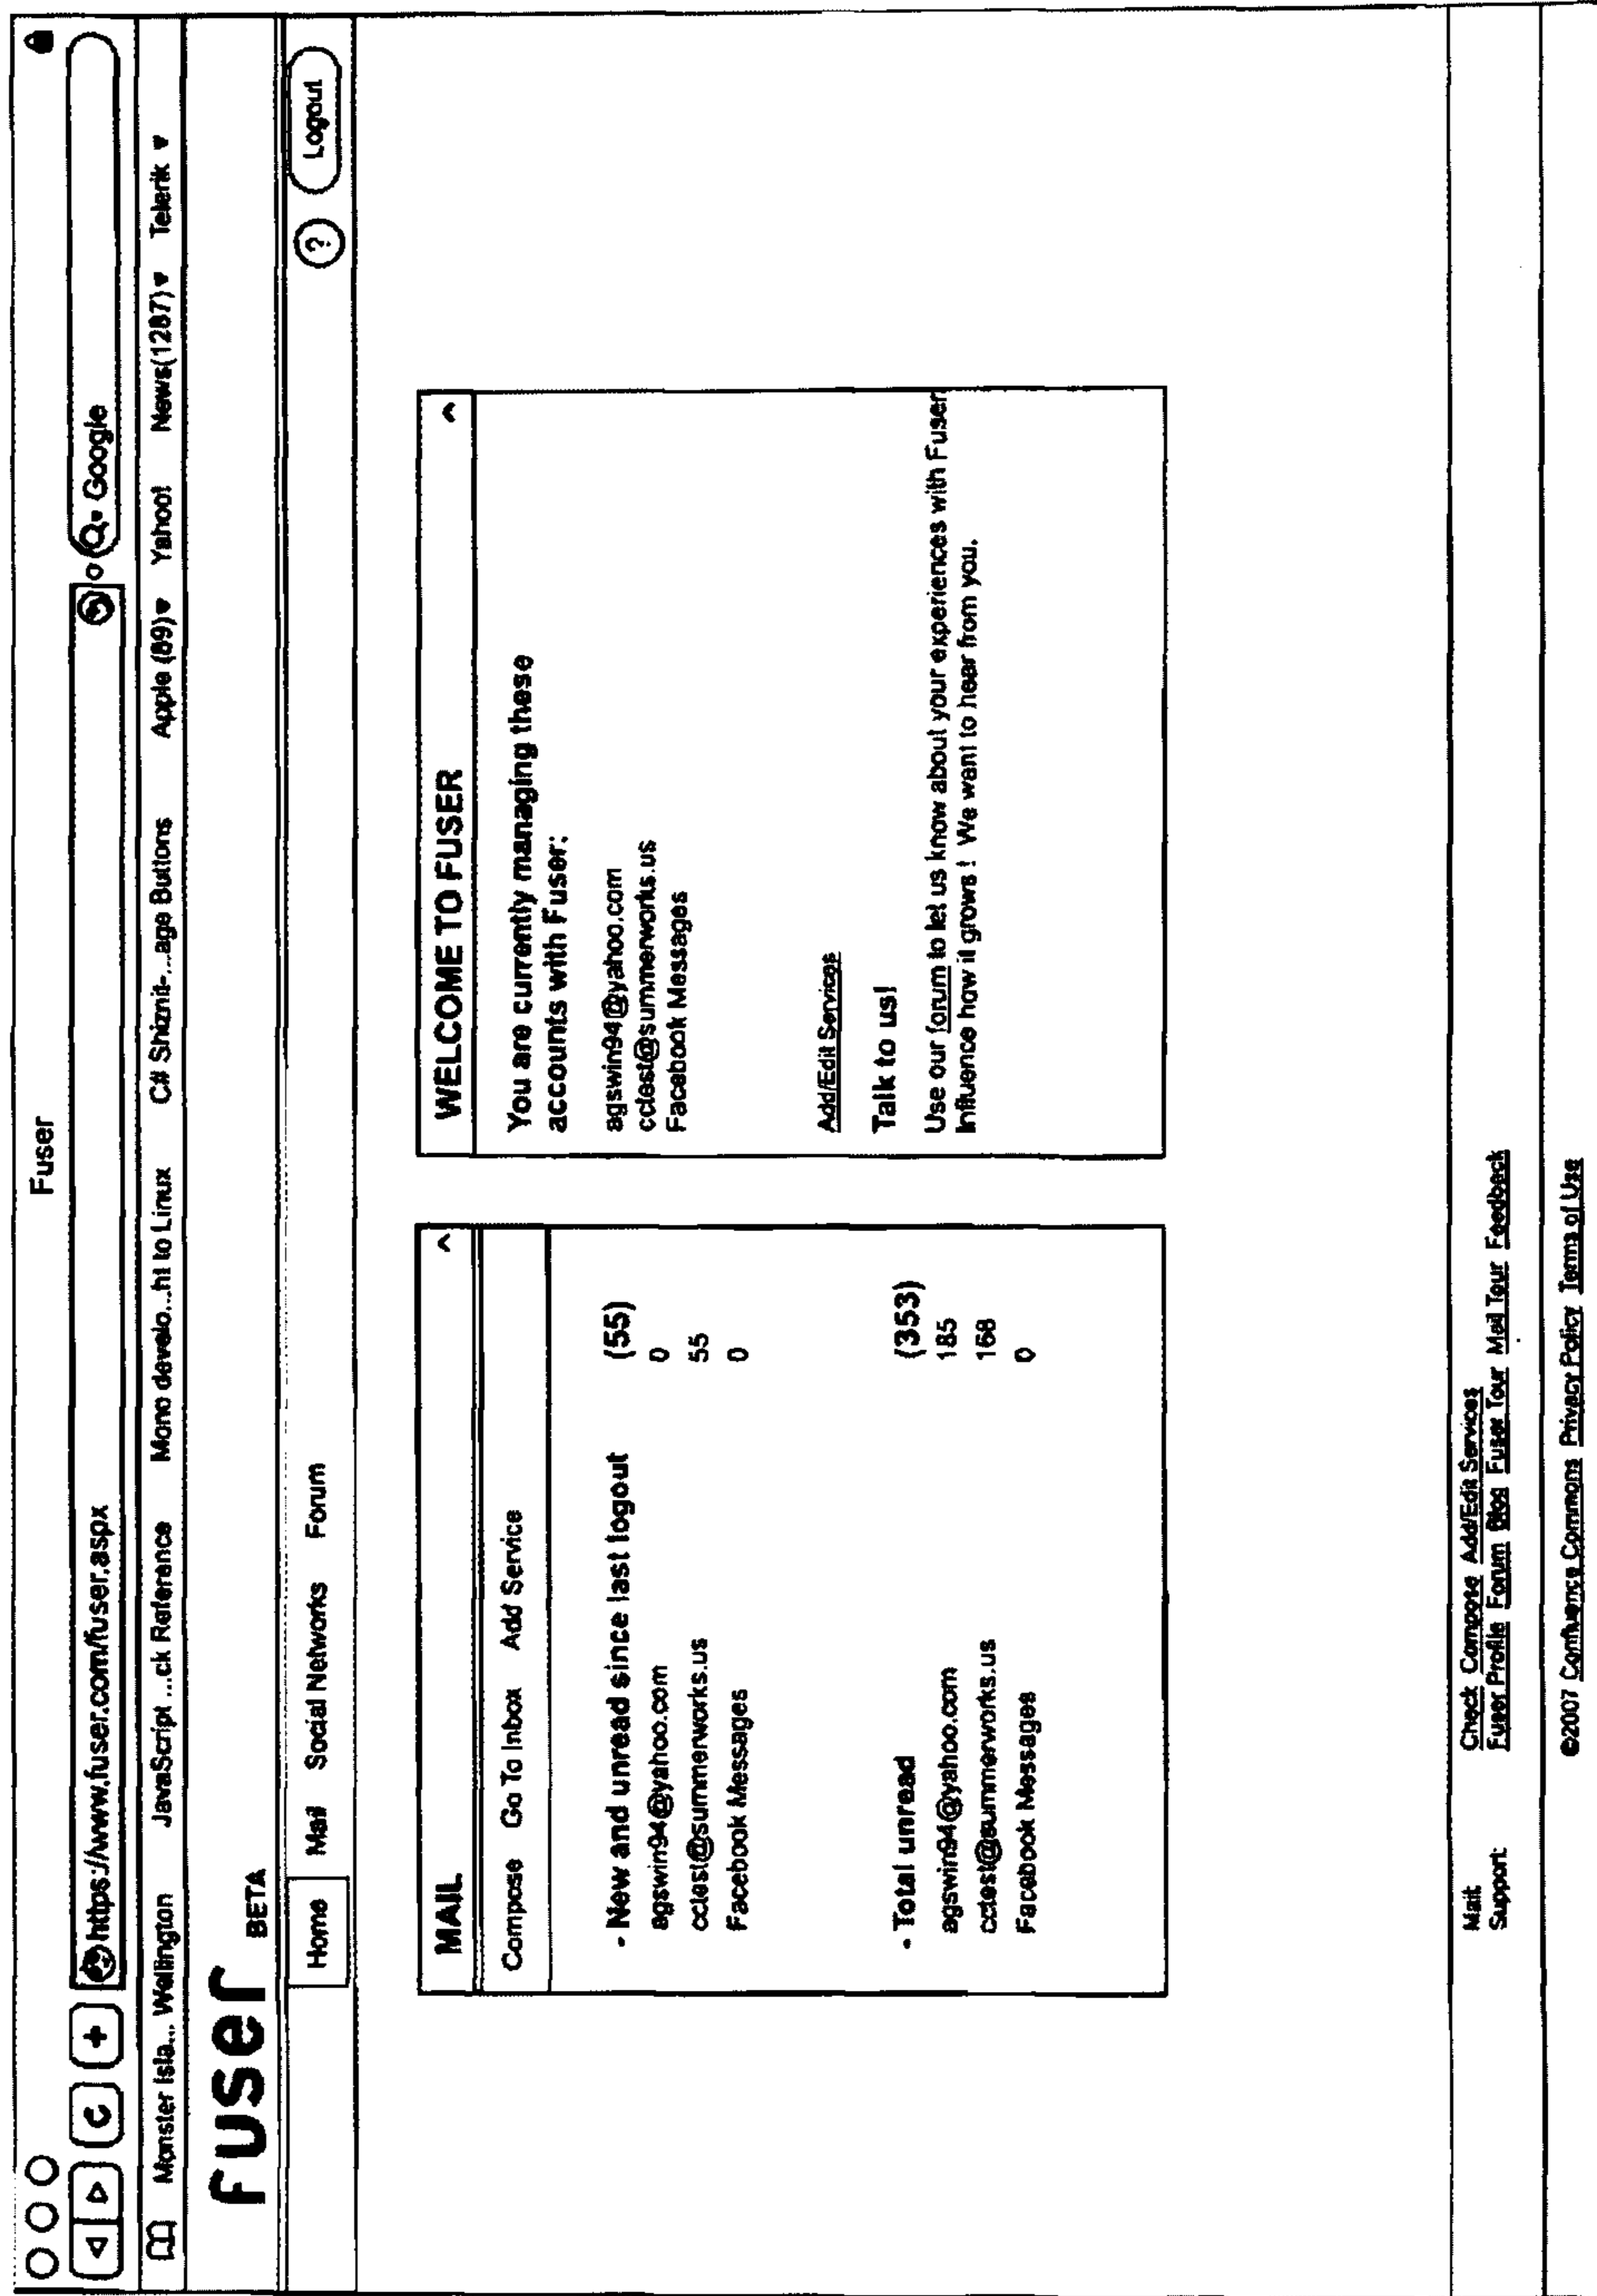 Fuser
https://www.fuser.com/fuser.aspx
Google
Monster Isla... Wellington JavaScript ...ck Reference Mono develo...ht to Linux C# Shiznit-...age Buttons Apple (89) Yahoo! News(1287) Telerik
fuser BETA
Home Mail Social Networks Forum ? Logout
MAIL
Compose Go To Inbox Add Service
- New and unread since last logout (55)
agswin94@yahoo.com 0
cctest@summerworks.us 55
Facebook Messages 0
- Total unread (353)
agswin94@yahoo.com 185
cctest@summerworks.us 168
Facebook Messages 0
WELCOME TO FUSER
You are currently managing these
accounts with Fuser:
agswin94@yahoo.com
cctest@summerworks.us
Facebook Messages
Add/Edit Services
Talk to us!
Use our forum to let us know about your experiences with Fuser
Influence how it grows! We want to hear from you.
Mail: Check Compose Add/Edit Services
Support: Fuser Profile Forum Blog Fuser Tour Mail Tour Feedback
©2007 Confluence Commons Privacy Policy Terms of Use